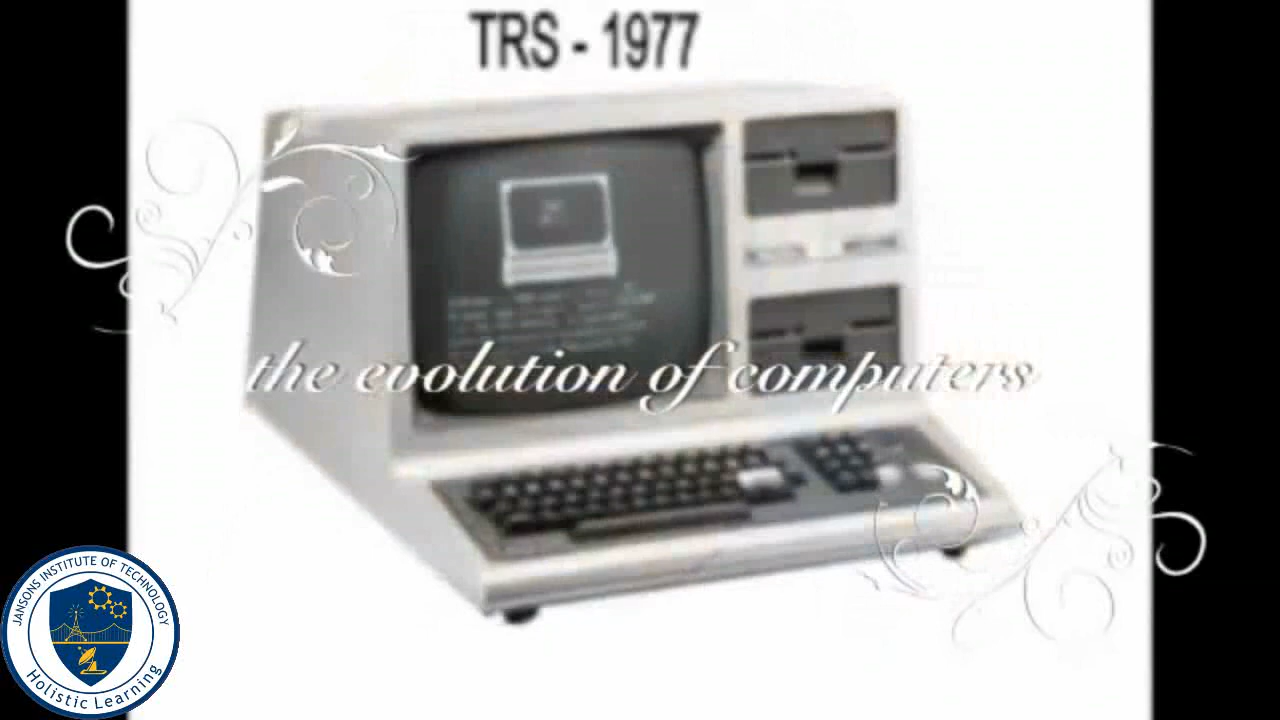 TRS - 1977
the evolution of computers
JANSONS INSTITUTE OF TECHNOLOGY
Holistic Learning